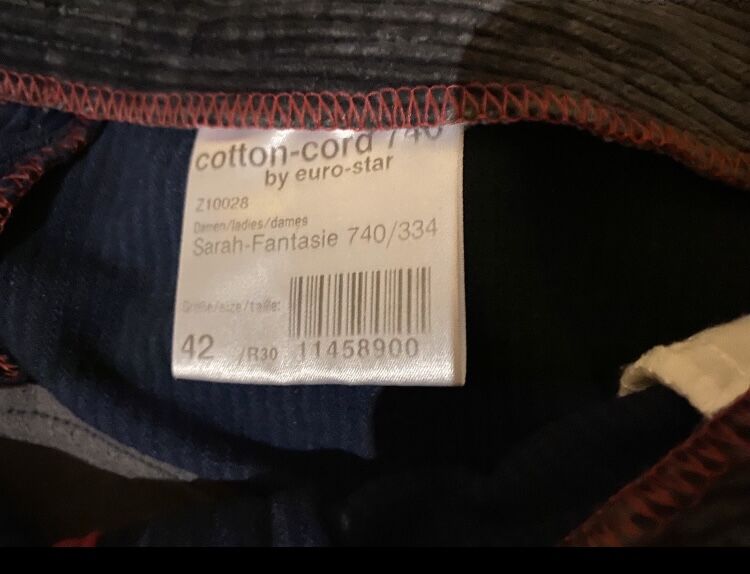 cotton-cord 740
by euro-star
Z10028
Damen/ladies/dames
Sarah-Fantasie 740/334
Größe/size/taille:
42 /R30 11458900